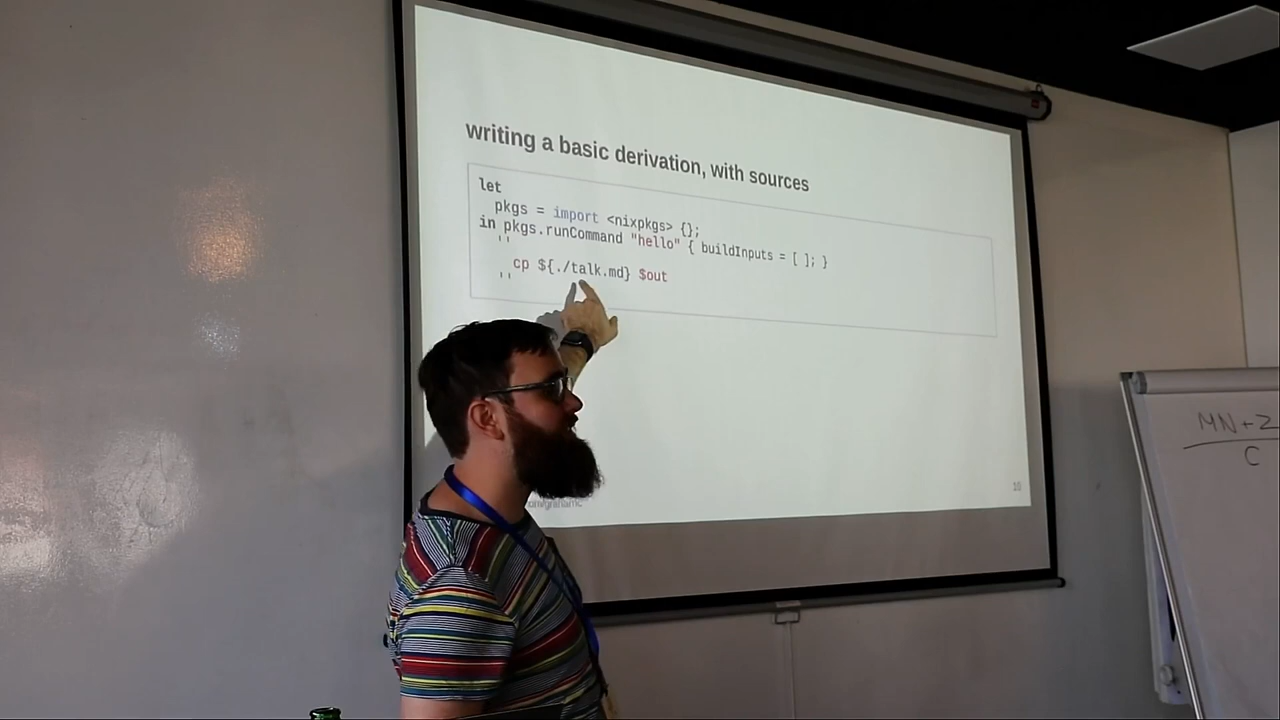 writing a basic derivation, with sources
let
pkgs = import <nixpkgs> {};
in pkgs.runCommand "hello" { buildInputs = [ ]; }
''
cp ${./talk.md} $out
''
10
MN+2
C